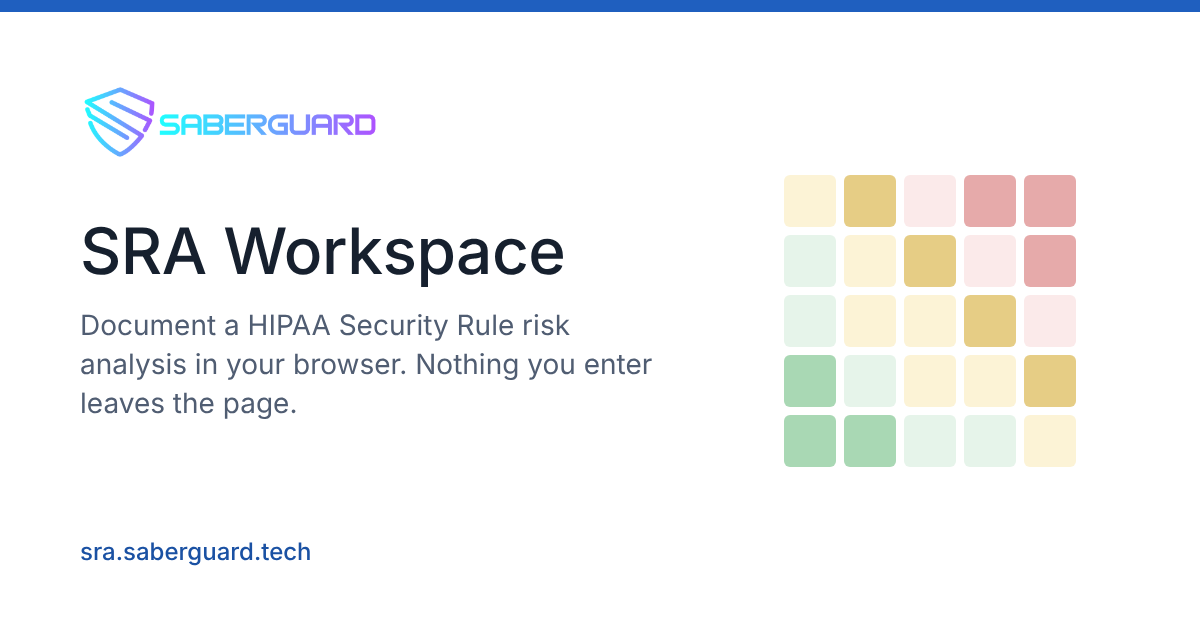 SABERGUARD
SRA Workspace
Document a HIPAA Security Rule risk
analysis in your browser. Nothing you enter
leaves the page.
sra.saberguard.tech